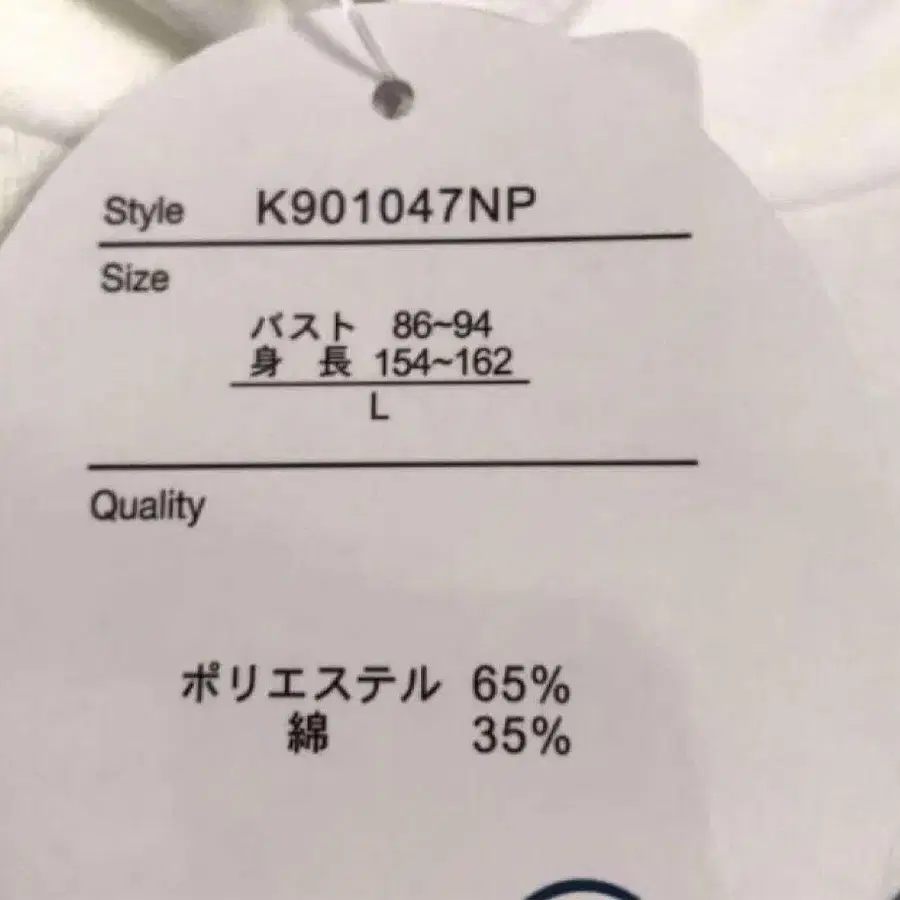 Style K901047NP
Size
バスト 86~94
身 長 154~162
L
Quality
ポリエステル 65%
綿 35%